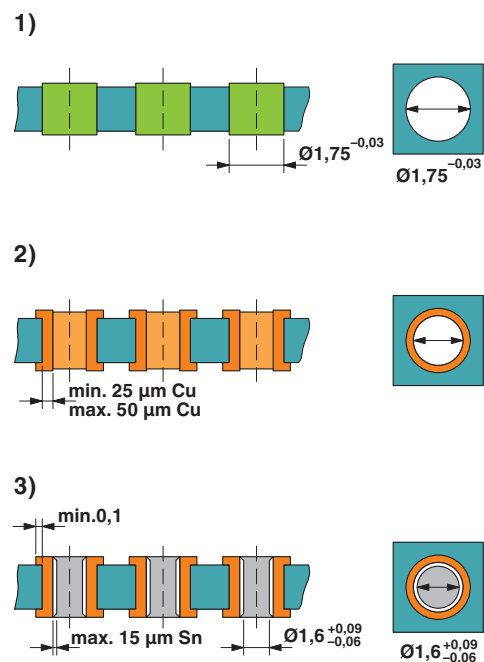 1)
Ø1,75 −0,03
Ø1,75 −0,03
2)
min. 25 µm Cu
max. 50 µm Cu
3)
min.0,1
max. 15 µm Sn
Ø1,6 +0,09 −0,06
Ø1,6 +0,09 −0,06